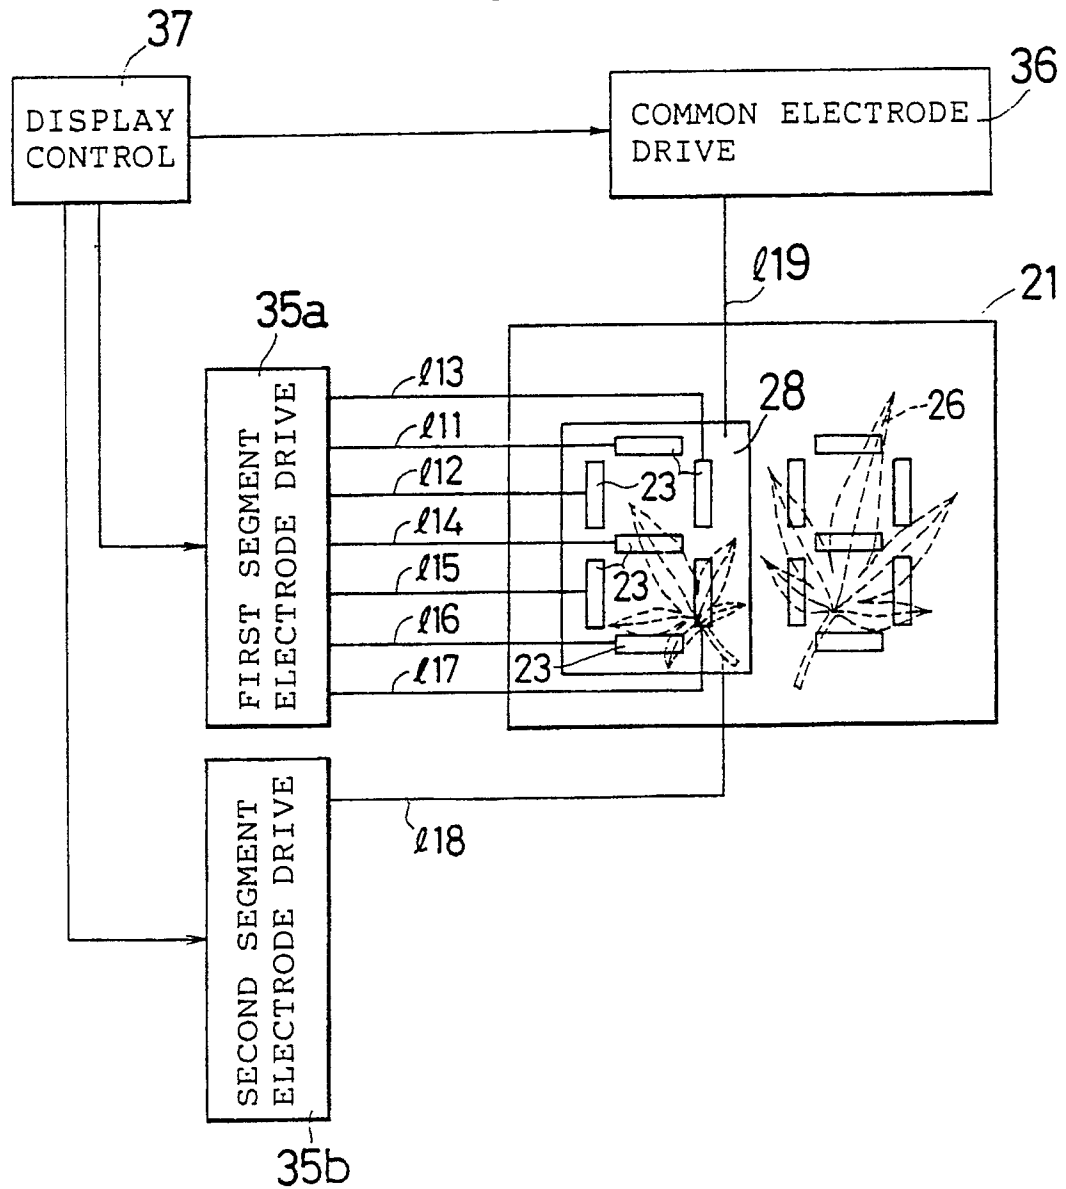 37
DISPLAY
CONTROL
36
COMMON ELECTRODE
DRIVE
ℓ19
21
35a
FIRST SEGMENT
ELECTRODE DRIVE
ℓ13
ℓ11
ℓ12
ℓ14
ℓ15
ℓ16
ℓ17
28
26
23
23
23
ℓ18
SECOND SEGMENT
ELECTRODE DRIVE
35b